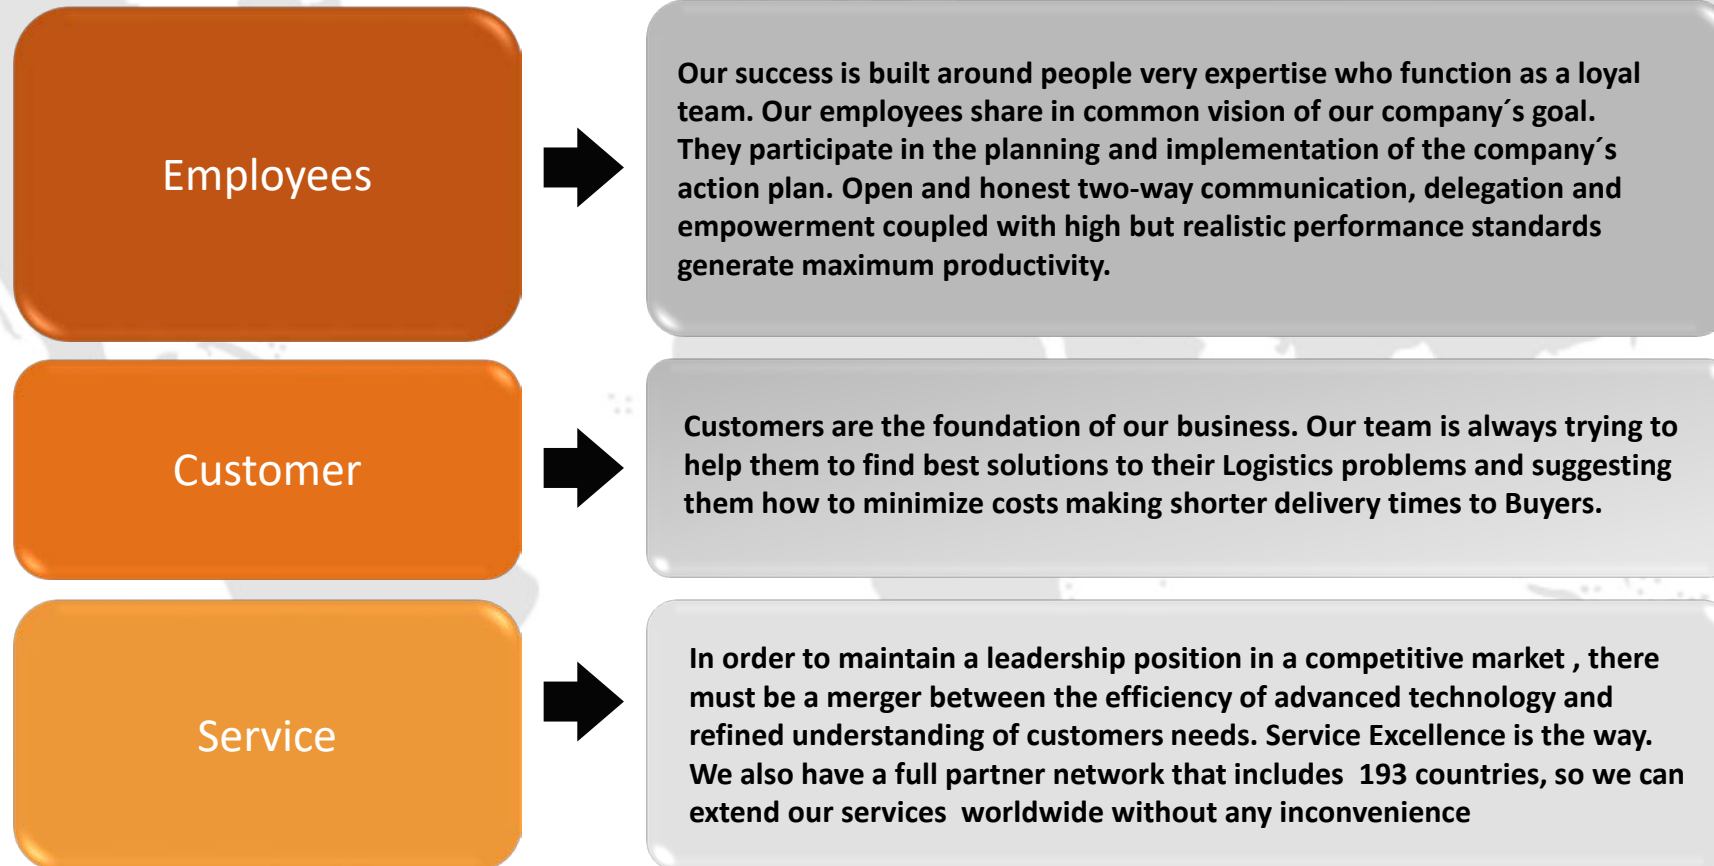 Employees
Our success is built around people very expertise who function as a loyal
team. Our employees share in common vision of our company´s goal.
They participate in the planning and implementation of the company´s
action plan. Open and honest two-way communication, delegation and
empowerment coupled with high but realistic performance standards
generate maximum productivity.
Customer
Customers are the foundation of our business. Our team is always trying to
help them to find best solutions to their Logistics problems and suggesting
them how to minimize costs making shorter delivery times to Buyers.
Service
In order to maintain a leadership position in a competitive market , there
must be a merger between the efficiency of advanced technology and
refined understanding of customers needs. Service Excellence is the way.
We also have a full partner network that includes  193 countries, so we can
extend our services  worldwide without any inconvenience